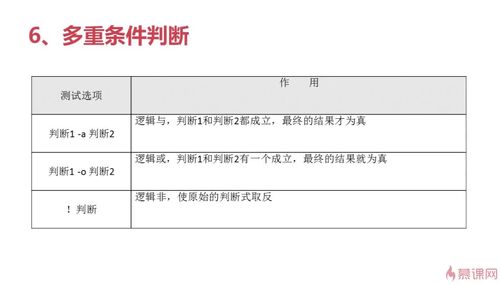 6、多重条件判断
测试选项
作 用
判断1 -a 判断2
逻辑与，判断1和判断2都成立，最终的结果才为真
判断1 -o 判断2
逻辑或，判断1和判断2有一个成立，最终的结果就为真
！判断
逻辑非，使原始的判断式取反
慕课网